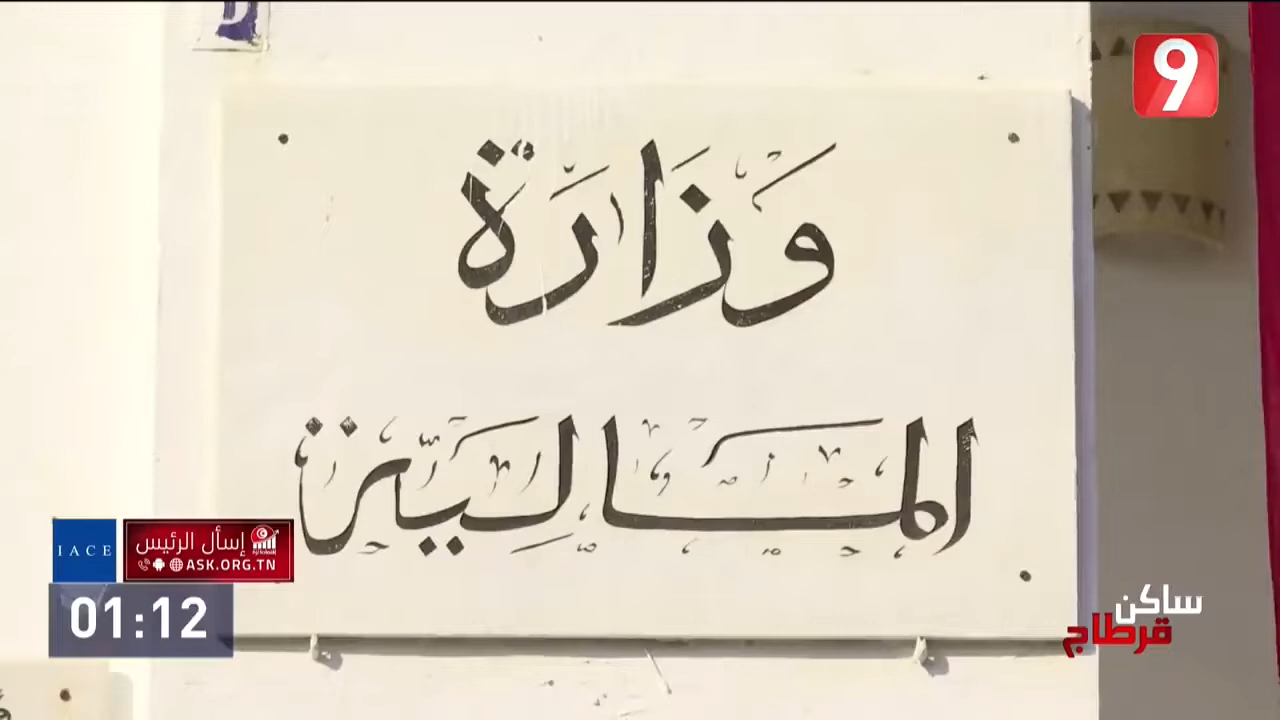 9
وزارة
المالية
IACE
إسأل الرئيس
ASK.ORG.TN
01:12
ساكن
قرطاج